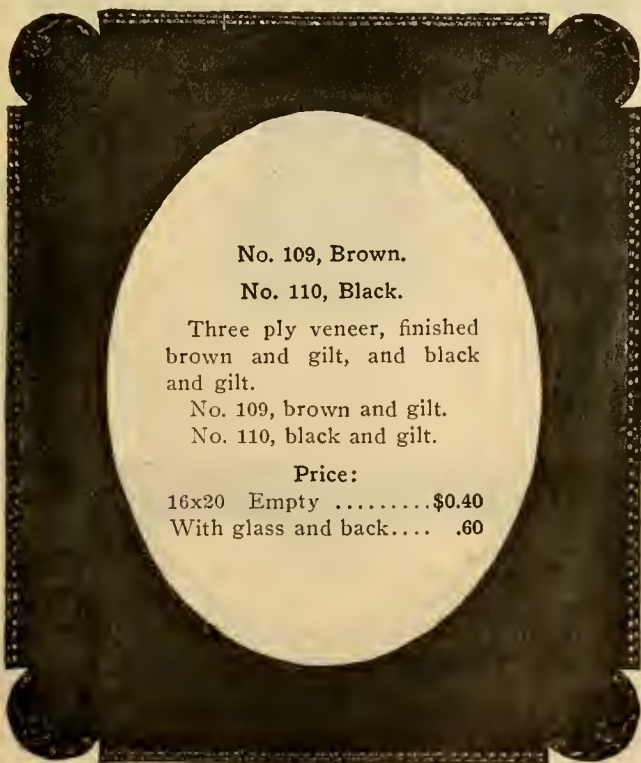 No. 109, Brown.
No. 110, Black.
Three ply veneer, finished
brown and gilt, and black
and gilt.
No. 109, brown and gilt.
No. 110, black and gilt.
Price:
16x20 Empty .........$0.40
With glass and back.... .60